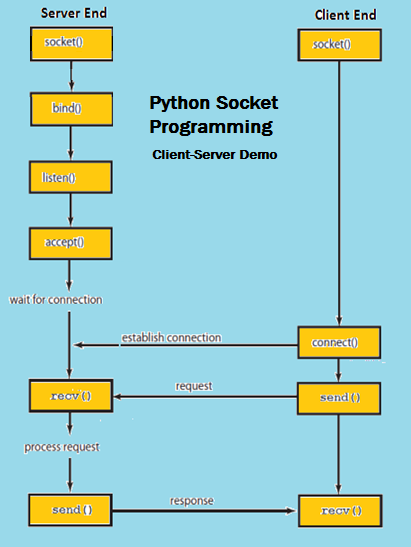 Server End
Client End
socket()
socket()
Python Socket
Programming
Client-Server Demo
bind()
listen()
accept()
wait for connection
establish connection
connect()
request
recv()
send()
process request
response
send()
recv()